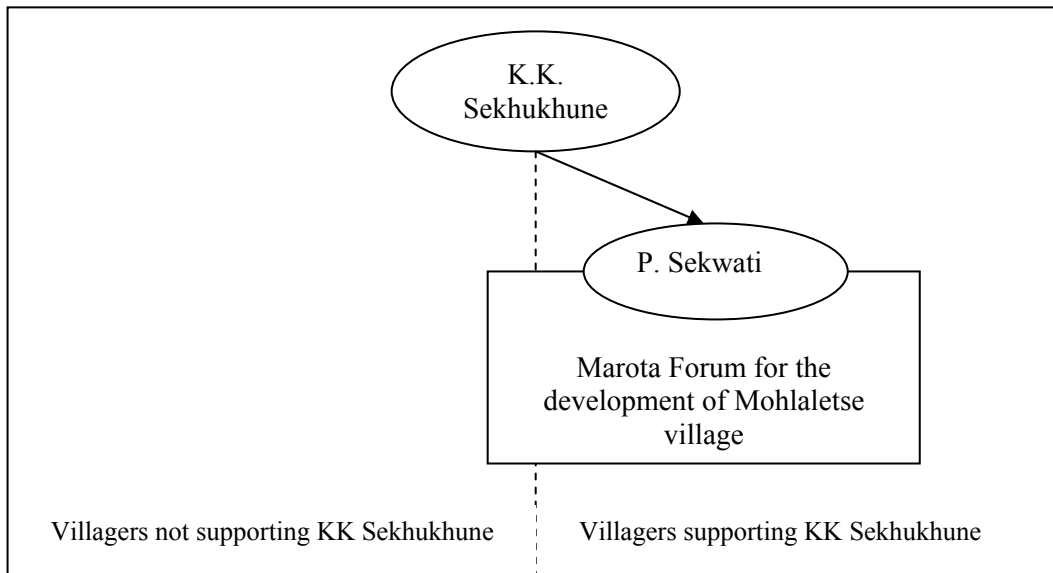 K.K.
Sekhukhune
P. Sekwati
Marota Forum for the
development of Mohlaletse
village
Villagers not supporting KK Sekhukhune
Villagers supporting KK Sekhukhune